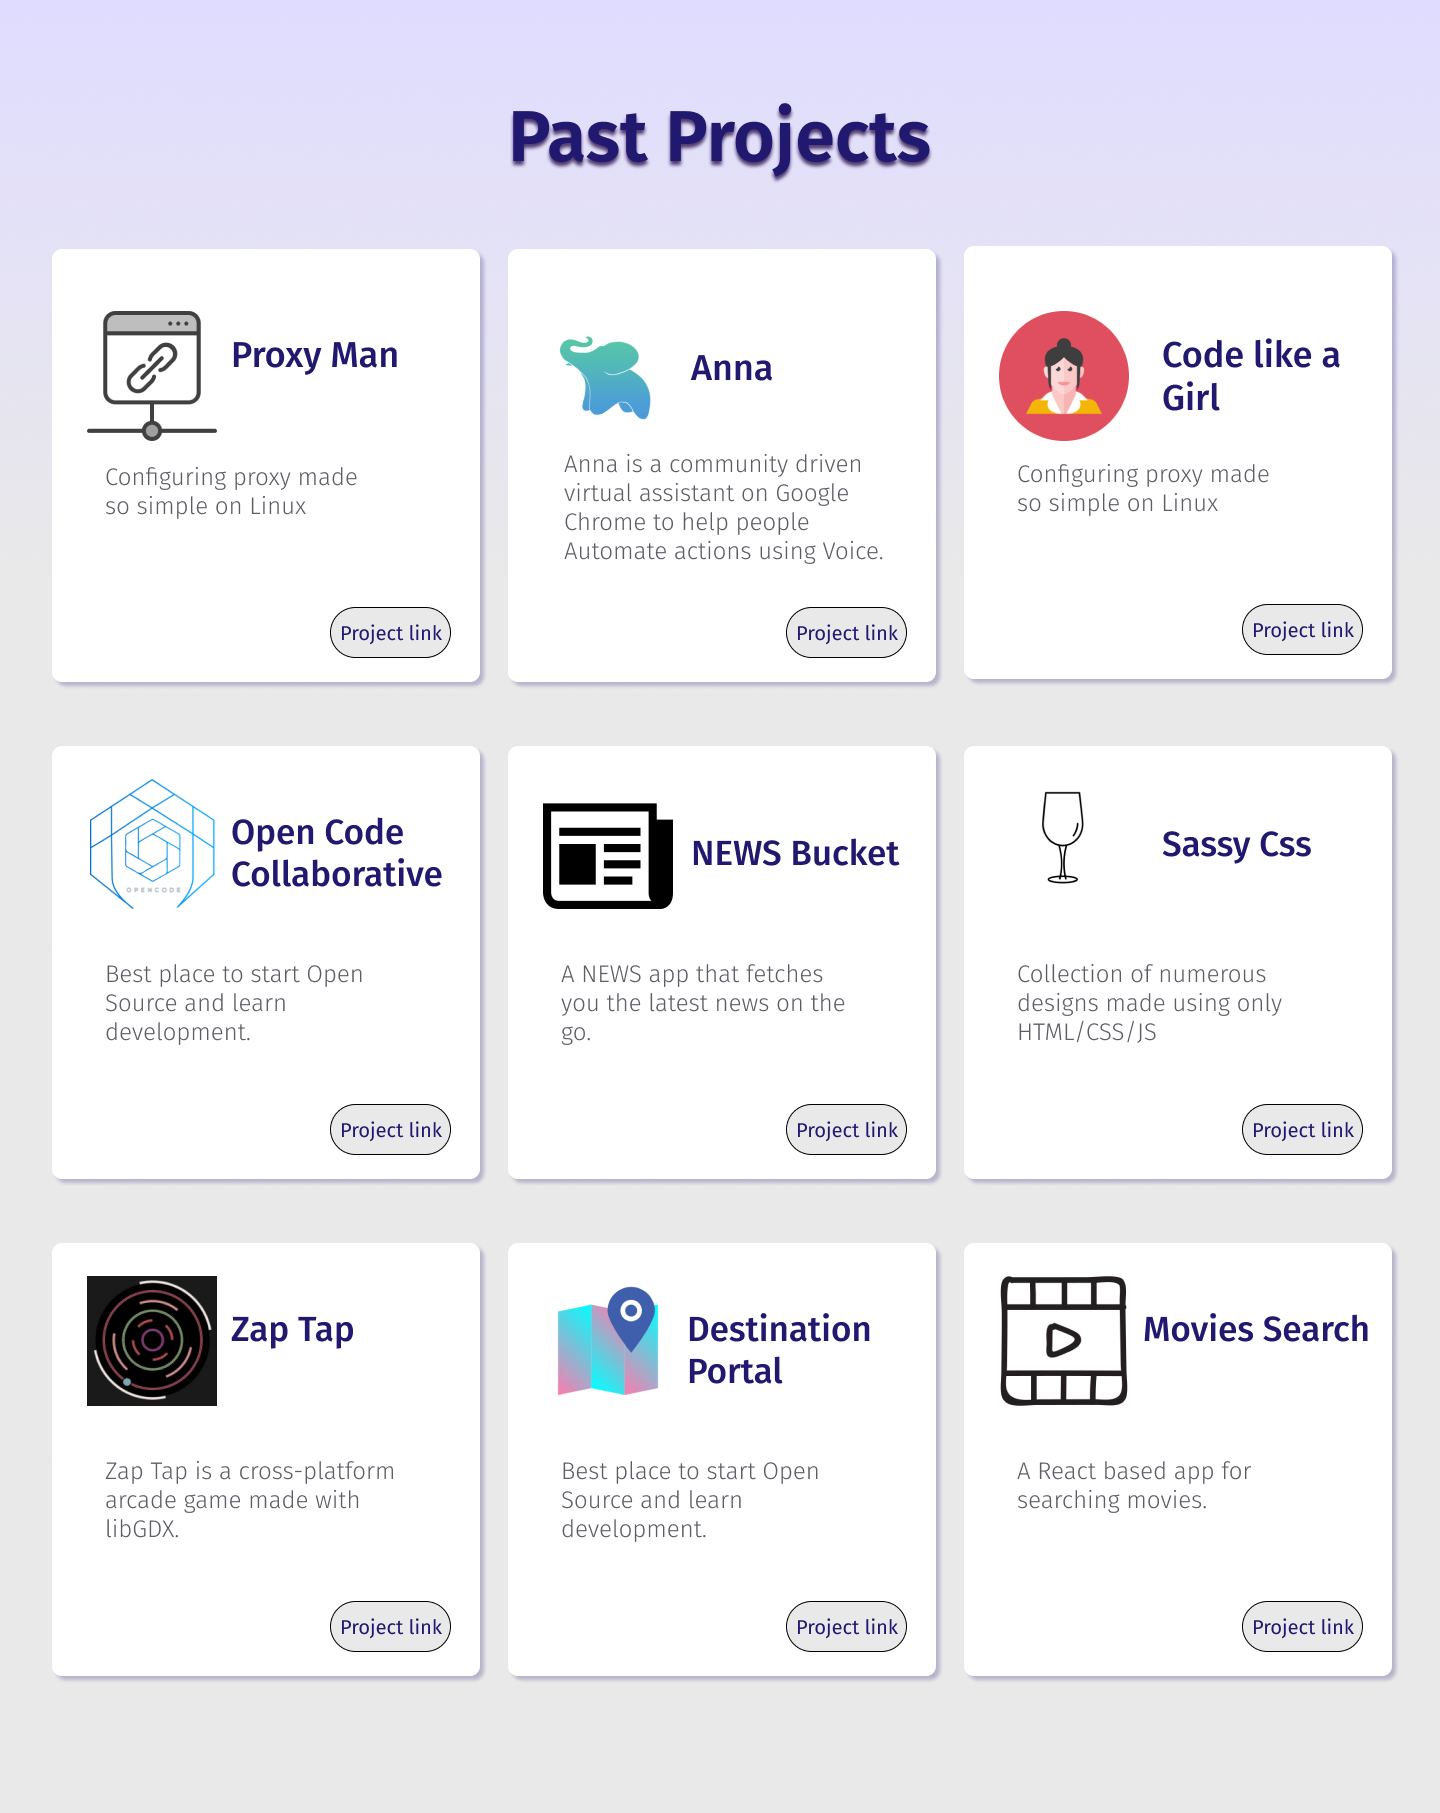 Past Projects
Proxy Man
Configuring proxy made
so simple on Linux
Project link
Anna
Anna is a community driven
virtual assistant on Google
Chrome to help people
Automate actions using Voice.
Project link
Code like a
Girl
Configuring proxy made
so simple on Linux
Project link
OPENCODE
Open Code
Collaborative
Best place to start Open
Source and learn
development.
Project link
NEWS Bucket
A NEWS app that fetches
you the latest news on the
go.
Project link
Sassy Css
Collection of numerous
designs made using only
HTML/CSS/JS
Project link
Zap Tap
Zap Tap is a cross-platform
arcade game made with
libGDX.
Project link
Destination
Portal
Best place to start Open
Source and learn
development.
Project link
Movies Search
A React based app for
searching movies.
Project link